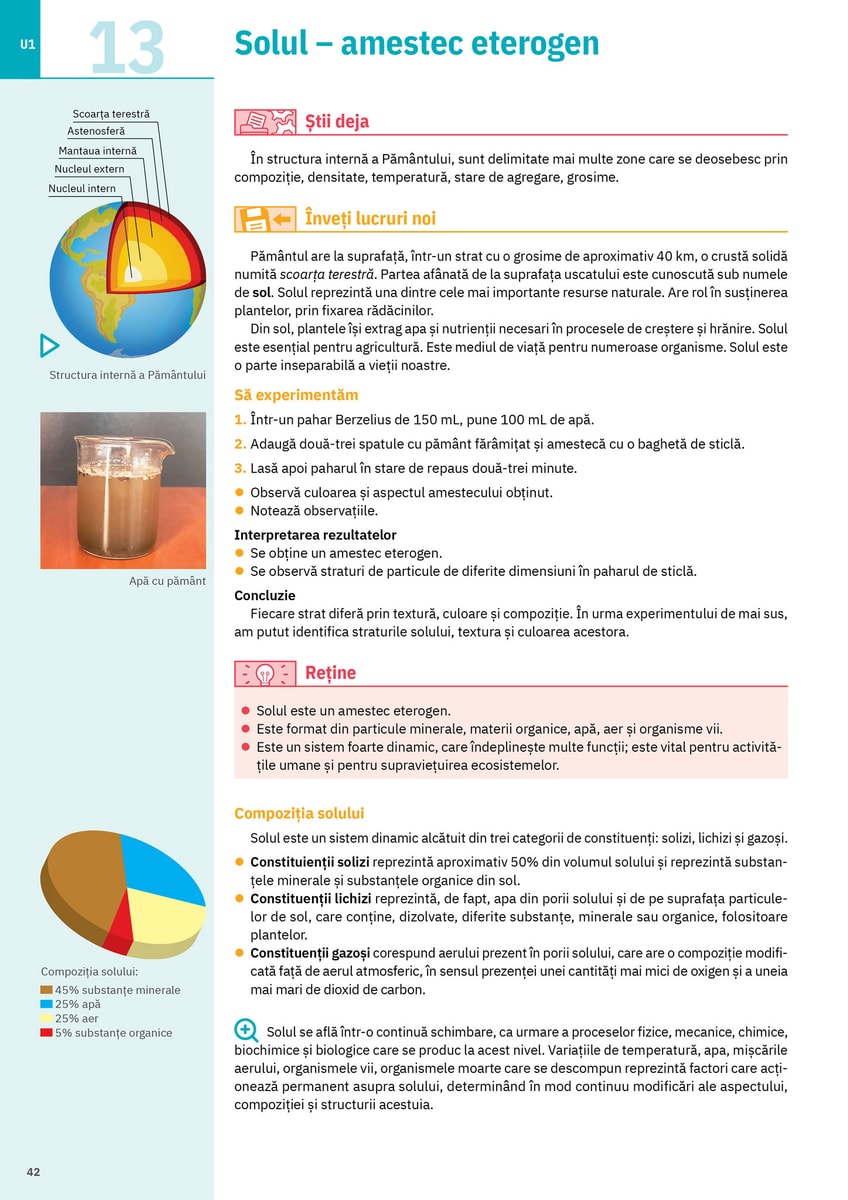 U1
13
Solul – amestec eterogen
Scoarța terestră
Astenosferă
Mantaua internă
Nucleul extern
Nucleul intern
Structura internă a Pământului
Apă cu pământ
Știi deja
În structura internă a Pământului, sunt delimitate mai multe zone care se deosebesc prin
compoziție, densitate, temperatură, stare de agregare, grosime.
Înveți lucruri noi
Pământul are la suprafață, într-un strat cu o grosime de aproximativ 40 km, o crustă solidă
numită scoarța terestră. Partea afânată de la suprafața uscatului este cunoscută sub numele
de sol. Solul reprezintă una dintre cele mai importante resurse naturale. Are rol în susținerea
plantelor, prin fixarea rădăcinilor.
Din sol, plantele își extrag apa și nutrienții necesari în procesele de creștere și hrănire. Solul
este esențial pentru agricultură. Este mediul de viață pentru numeroase organisme. Solul este
o parte inseparabilă a vieții noastre.
Să experimentăm
1. Într-un pahar Berzelius de 150 mL, pune 100 mL de apă.
2. Adaugă două-trei spatule cu pământ fărâmițat și amestecă cu o baghetă de sticlă.
3. Lasă apoi paharul în stare de repaus două-trei minute.
● Observă culoarea și aspectul amestecului obținut.
● Notează observațiile.
Interpretarea rezultatelor
● Se obține un amestec eterogen.
● Se observă straturi de particule de diferite dimensiuni în paharul de sticlă.
Concluzie
Fiecare strat diferă prin textură, culoare și compoziție. În urma experimentului de mai sus,
am putut identifica straturile solului, textura și culoarea acestora.
Reține
● Solul este un amestec eterogen.
● Este format din particule minerale, materii organice, apă, aer și organisme vii.
● Este un sistem foarte dinamic, care îndeplinește multe funcții; este vital pentru activită-
țile umane și pentru supraviețuirea ecosistemelor.
Compoziția solului
Solul este un sistem dinamic alcătuit din trei categorii de constituenți: solizi, lichizi și gazoși.
● Constituienții solizi reprezintă aproximativ 50% din volumul solului și reprezintă substan-
țele minerale și substanțele organice din sol.
● Constituenții lichizi reprezintă, de fapt, apa din porii solului și de pe suprafața particule-
lor de sol, care conține, dizolvate, diferite substanțe, minerale sau organice, folositoare
plantelor.
● Constituenții gazoși corespund aerului prezent în porii solului, care are o compoziție modifi-
cată față de aerul atmosferic, în sensul prezenței unei cantități mai mici de oxigen și a uneia
mai mari de dioxid de carbon.
Compoziția solului:
45% substanțe minerale
25% apă
25% aer
5% substanțe organice
Solul se află într-o continuă schimbare, ca urmare a proceselor fizice, mecanice, chimice,
biochimice și biologice care se produc la acest nivel. Variațiile de temperatură, apa, mișcările
aerului, organismele vii, organismele moarte care se descompun reprezintă factori care acți-
onează permanent asupra solului, determinând în mod continuu modificări ale aspectului,
compoziției și structurii acestuia.
42